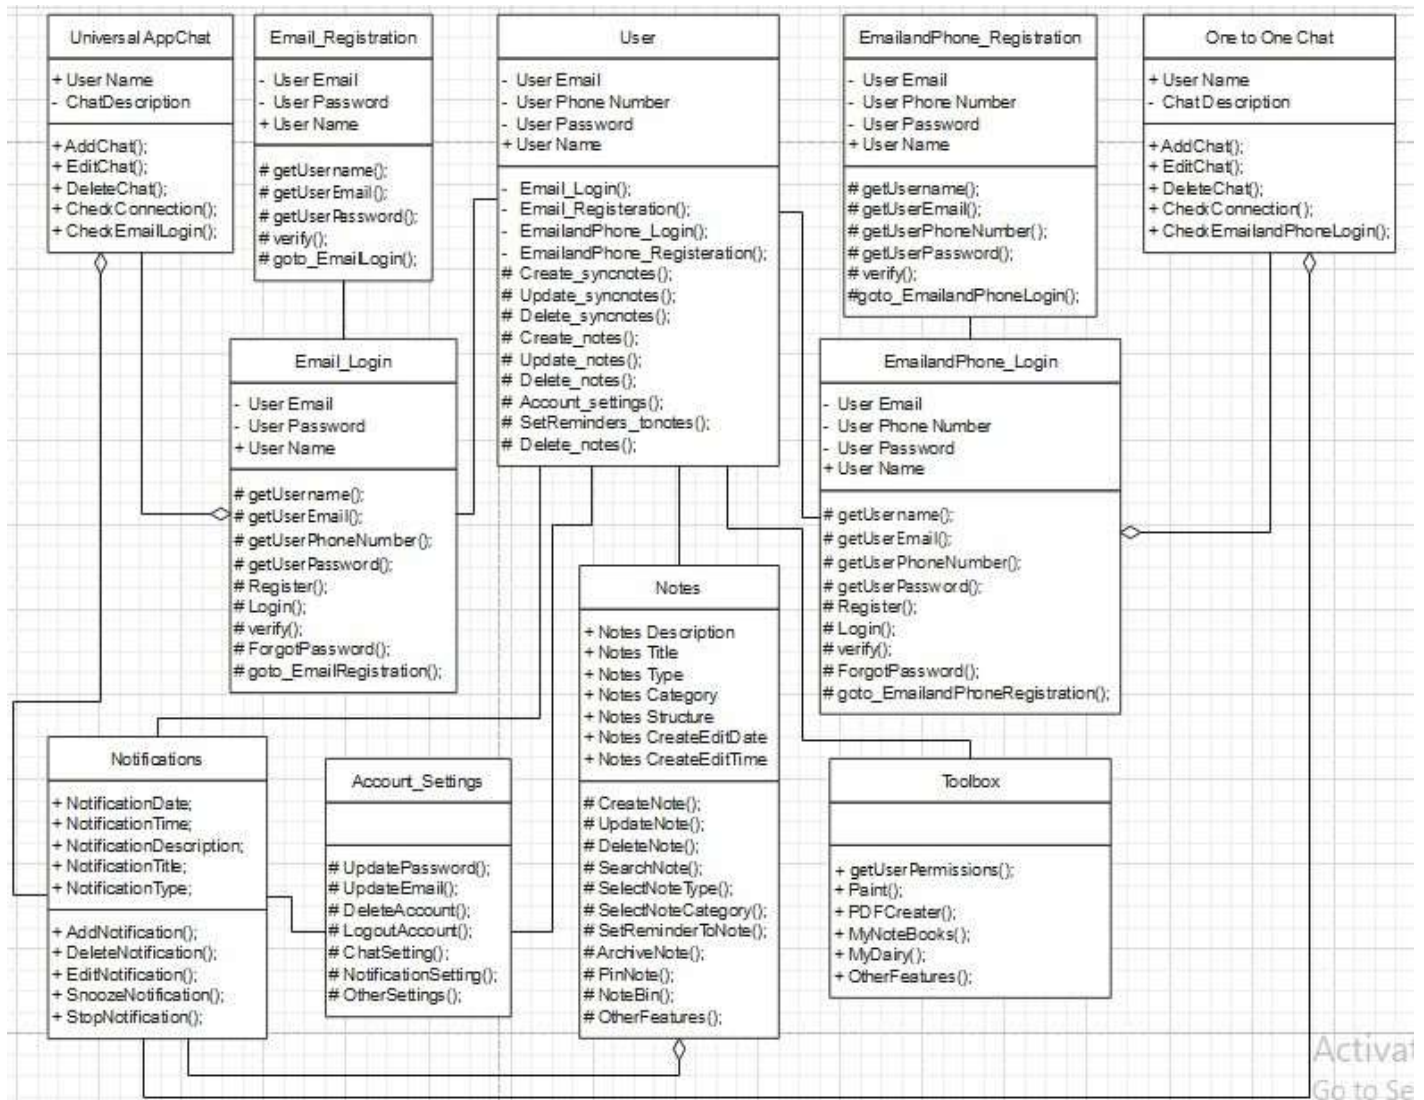 Universal AppChat
+ User Name
- ChatDescription
+ AddChat();
+ EditChat();
+ DeleteChat();
+ CheckConnection();
+ CheckEmailLogin();
Email_Registration
- User Email
- User Password
+ User Name
# getUsername();
# getUserEmail();
# getUserPassword();
# verify();
# goto_EmailLogin();
User
- User Email
- User Phone Number
- User Password
+ User Name
- Email_Login();
- Email_Registeration();
- EmailandPhone_Login();
- EmailandPhone_Registeration();
# Create_syncnotes();
# Update_syncnotes();
# Delete_syncnotes();
# Create_notes();
# Update_notes();
# Delete_notes();
# Account_settings();
# SetReminders_tonotes();
# Delete_notes();
EmailandPhone_Registration
- User Email
- User Phone Number
- User Password
+ User Name
# getUsername();
# getUserEmail();
# getUserPhoneNumber();
# getUserPassword();
# verify();
#goto_EmailandPhoneLogin();
One to One Chat
+ User Name
- Chat Description
+ AddChat();
+ EditChat();
+ DeleteChat();
+ CheckConnection();
+ CheckEmailandPhoneLogin();
Email_Login
- User Email
- User Password
+ User Name
# getUsername();
# getUserEmail();
# getUserPhoneNumber();
# getUserPassword();
# Register();
# Login();
# verify();
# ForgotPassword();
# goto_EmailRegistration();
EmailandPhone_Login
- User Email
- User Phone Number
- User Password
+ User Name
# getUsername();
# getUserEmail();
# getUserPhoneNumber();
# getUserPassword();
# Register();
# Login();
# verify();
# ForgotPassword();
# goto_EmailandPhoneRegistration();
Notifications
+ NotificationDate;
+ NotificationTime;
+ NotificationDescription;
+ NotificationTitle;
+ NotificationType;
+ AddNotification();
+ DeleteNotification();
+ EditNotification();
+ SnoozeNotification();
+ StopNotification();
Account_Settings
# UpdatePassword();
# UpdateEmail();
# DeleteAccount();
# LogoutAccount();
# ChatSetting();
# NotificationSetting();
# OtherSettings();
Notes
+ Notes Description
+ Notes Title
+ Notes Type
+ Notes Category
+ Notes Structure
+ Notes CreateEditDate
+ Notes CreateEditTime
# CreateNote();
# UpdateNote();
# DeleteNote();
# SearchNote();
# SelectNoteType();
# SelectNoteCategory();
# SetReminderToNote();
# ArchiveNote();
# PinNote();
# NoteBin();
# OtherFeatures();
Toolbox
+ getUserPermissions();
+ Paint();
+ PDFCreater();
+ MyNoteBooks();
+ MyDairy();
+ OtherFeatures();
Activat
Go to Se